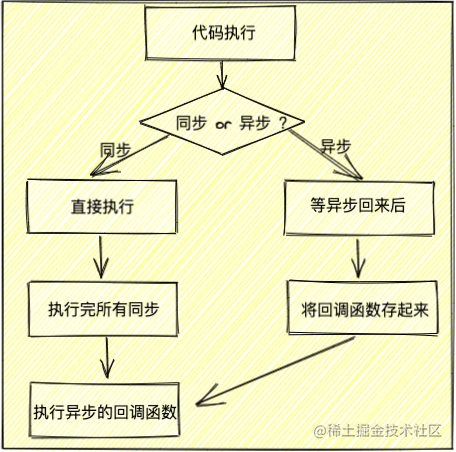 代码执行
同步 or 异步 ？
同步
异步
直接执行
等异步回来后
执行完所有同步
将回调函数存起来
执行异步的回调函数
@稀土掘金技术社区